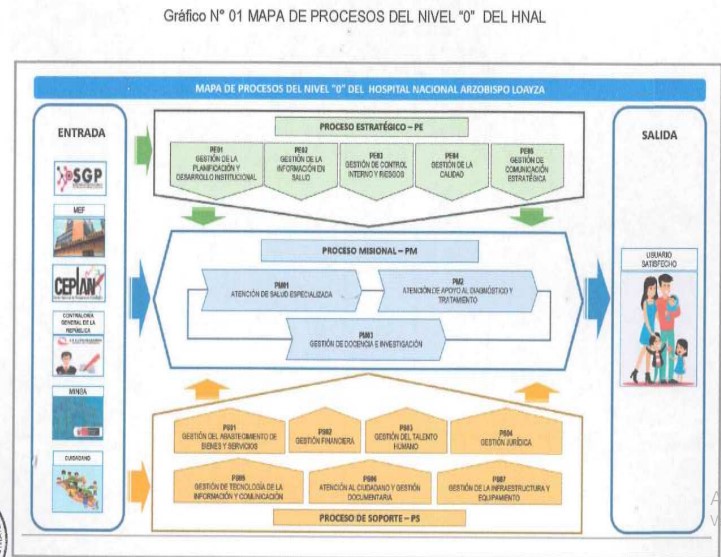 Gráfico N° 01 MAPA DE PROCESOS DEL NIVEL "0" DEL HNAL
MAPA DE PROCESOS DEL NIVEL "0" DEL HOSPITAL NACIONAL ARZOBISPO LOAYZA
ENTRADA
SGP
MEF
CEPLAN
CONTRALORÍA
GENERAL DE LA
REPÚBLICA
MINSA
CIUDADANO
PROCESO ESTRATÉGICO – PE
PE01
GESTIÓN DE LA
PLANIFICACIÓN Y
DESARROLLO INSTITUCIONAL
PE02
GESTIÓN DE LA
INFORMACIÓN EN
SALUD
PE03
GESTIÓN DE CONTROL
INTERNO Y RIESGOS
PE04
GESTIÓN DE LA
CALIDAD
PE05
GESTIÓN DE
COMUNICACIÓN
ESTRATÉGICA
PROCESO MISIONAL – PM
PM01
ATENCIÓN DE SALUD ESPECIALIZADA
PM2
ATENCIÓN DE APOYO AL DIAGNÓSTICO Y
TRATAMIENTO
PM03
GESTIÓN DE DOCENCIA E INVESTIGACIÓN
PS01
GESTIÓN DEL ABASTECIMIENTO DE
BIENES Y SERVICIOS
PS02
GESTIÓN FINANCIERA
PS03
GESTIÓN DEL TALENTO
HUMANO
PS04
GESTIÓN JURÍDICA
PS05
GESTIÓN DE TECNOLOGÍA DE LA
INFORMACIÓN Y COMUNICACIÓN
PS06
ATENCIÓN AL CIUDADANO Y GESTIÓN
DOCUMENTARIA
PS07
GESTIÓN DE LA INFRAESTRUCTURA Y
EQUIPAMIENTO
PROCESO DE SOPORTE – PS
SALIDA
USUARIO
SATISFECHO